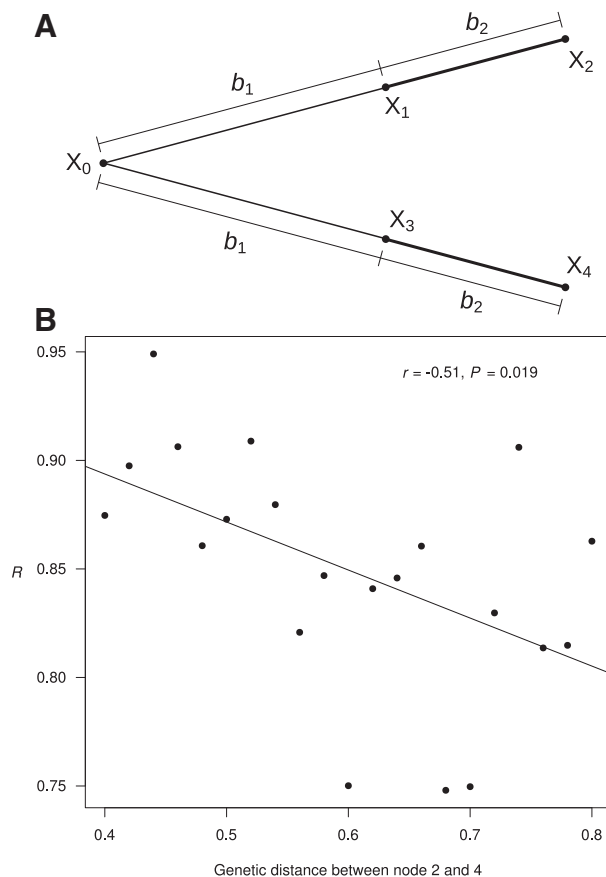 A
b₂
X₂
b₁
X₁
X₀
X₃
b₁
X₄
b₂
B
r = -0.51, P = 0.019
0.95
0.90
0.85
R
0.80
0.75
0.4 0.5 0.6 0.7 0.8
Genetic distance between node 2 and 4